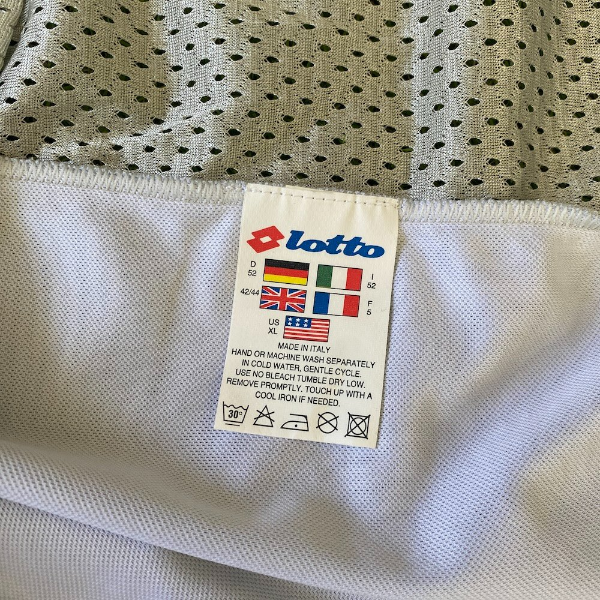 lotto
D
52
I
52
42/44
F
5
US
XL
MADE IN ITALY
HAND OR MACHINE WASH SEPARATELY
IN COLD WATER, GENTLE CYCLE.
USE NO BLEACH TUMBLE DRY LOW.
REMOVE PROMPTLY. TOUCH UP WITH A
COOL IRON IF NEEDED.
30°